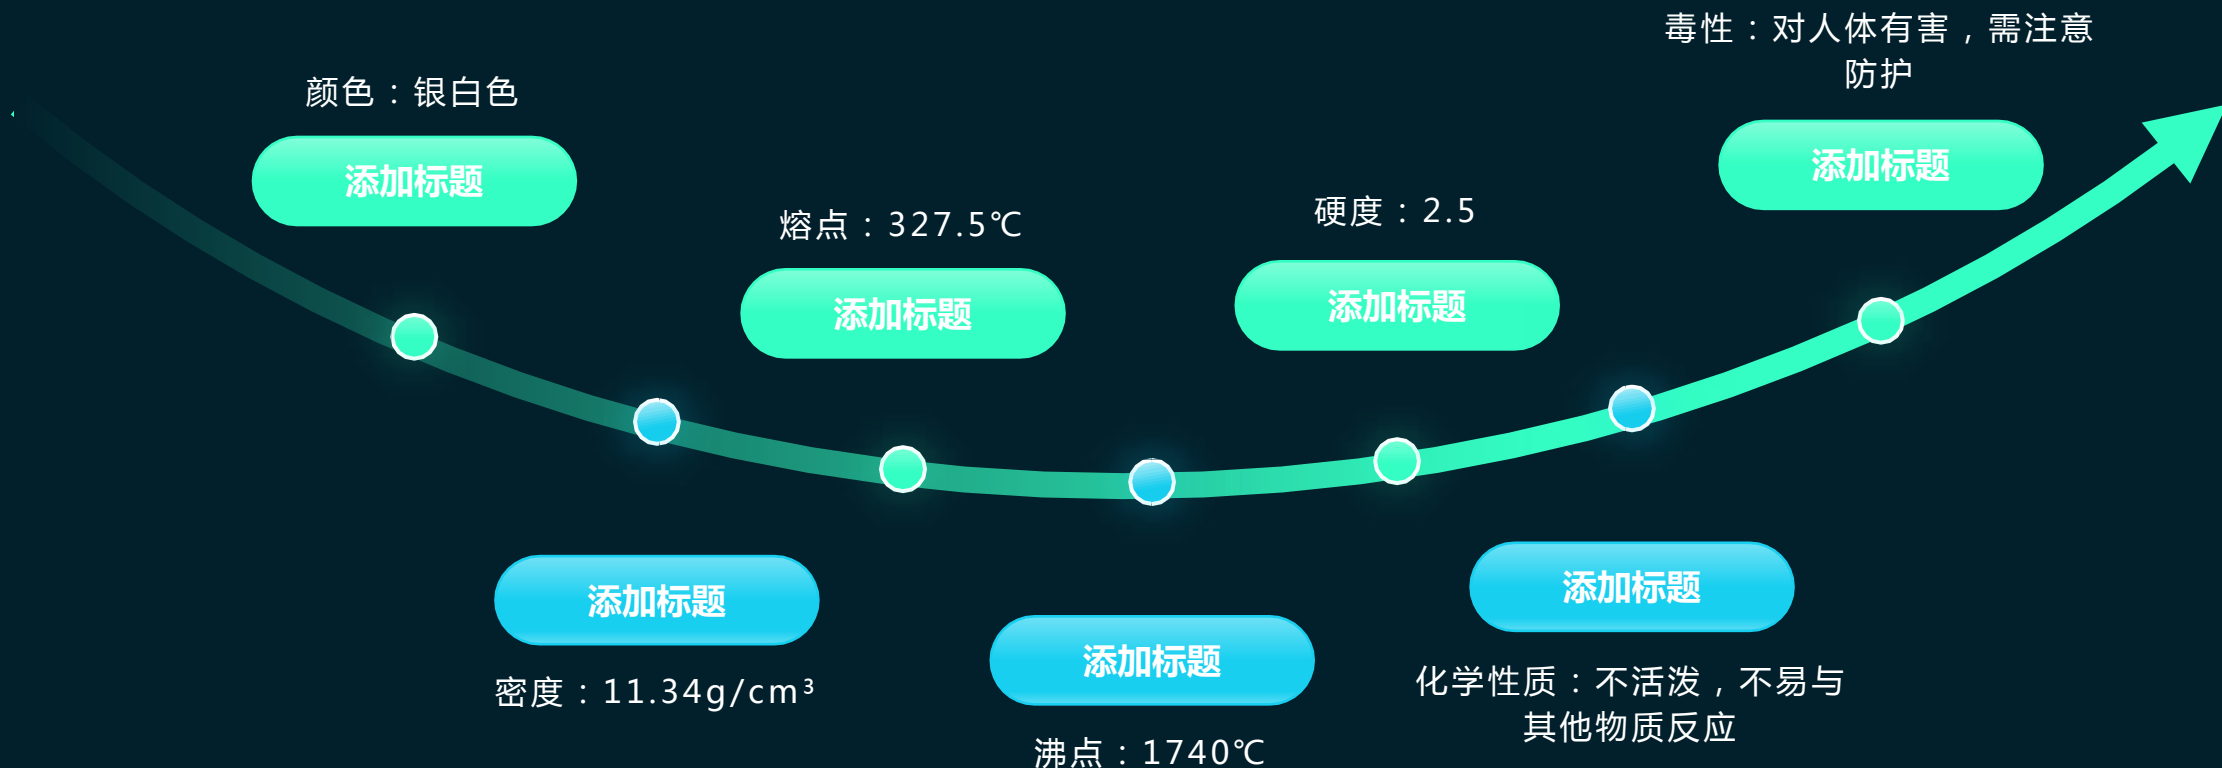 颜色：银白色
添加标题
添加标题
密度：11.34g/cm³
熔点：327.5℃
添加标题
添加标题
沸点：1740℃
硬度：2.5
添加标题
添加标题
化学性质：不活泼，不易与
其他物质反应
毒性：对人体有害，需注意
防护
添加标题